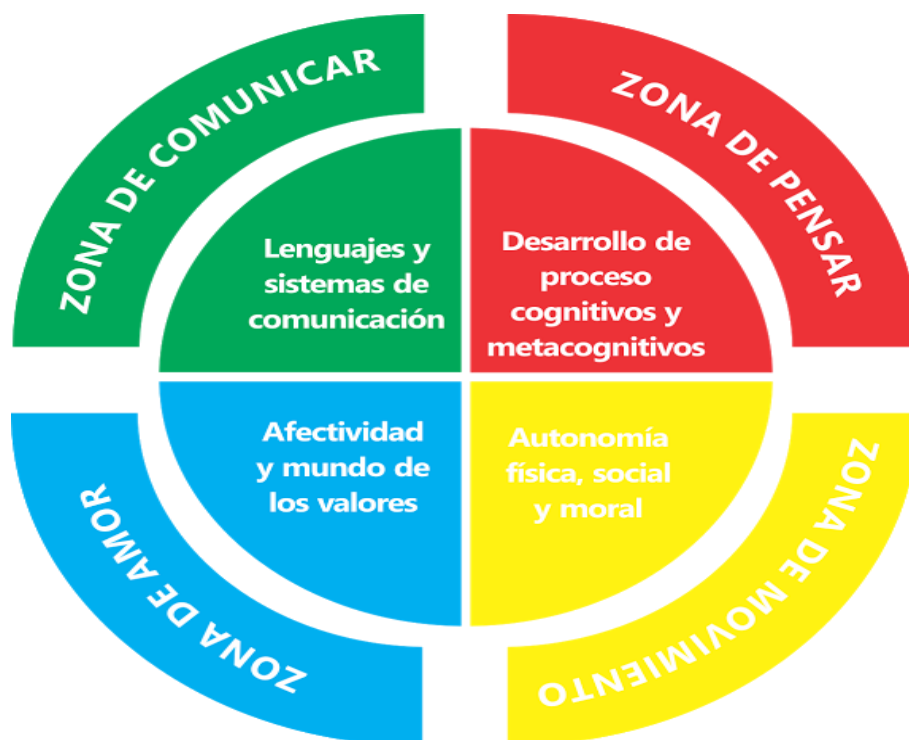 ZONA DE COMUNICAR
ZONA DE PENSAR
Lenguajes y
sistemas de
comunicación
Desarrollo de
proceso
cognitivos y
metacognitivos
Afectividad
y mundo de
los valores
Autonomía
física, social
y moral
ZONA DE AMOR
ZONA DE MOVIMIENTO